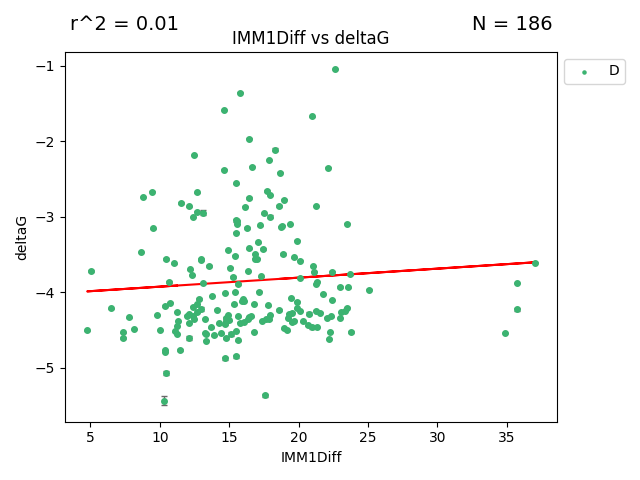 r^2 = 0.01
N = 186
IMM1Diff vs deltaG
D
deltaG
−1
−2
−3
−4
−5
5
10
15
20
25
30
35
IMM1Diff